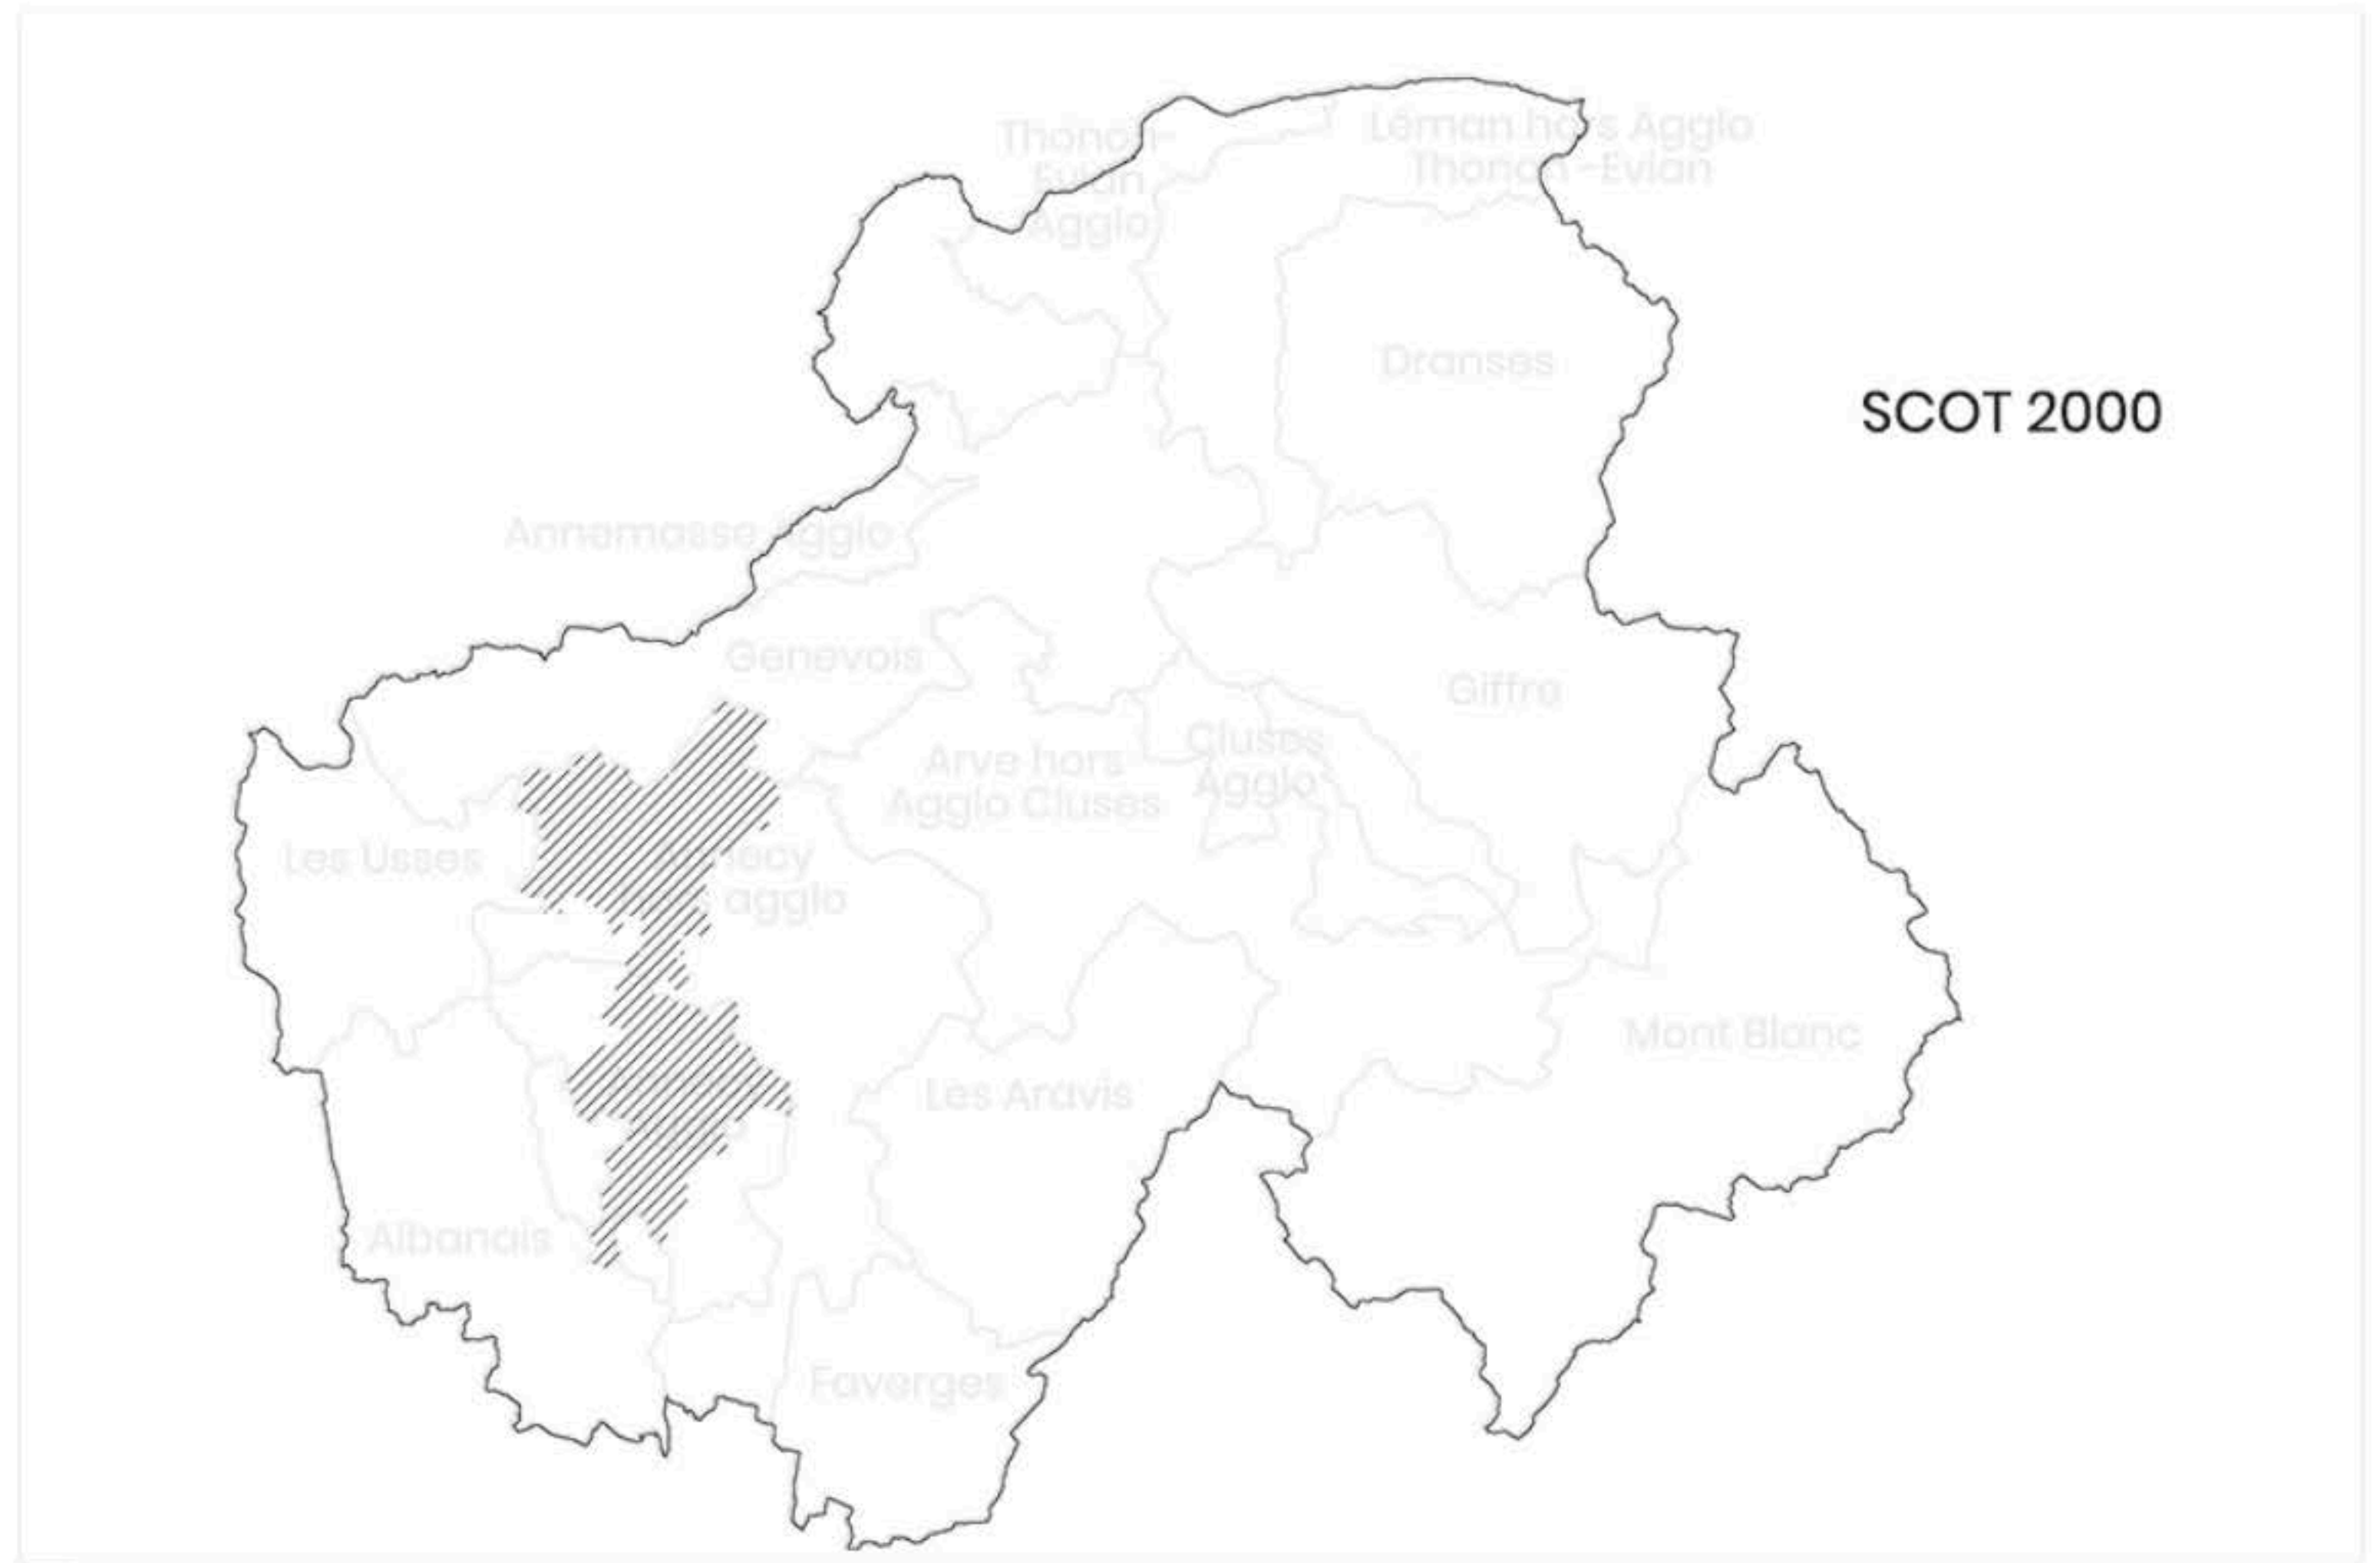 Thonon-
Evian
Agglo
Léman hors Agglo
Thonon-Evian
Dranses
SCOT 2000
Annemasse Agglo
Genevois
Giffre
Cluses
Agglo
Arve hors
Agglo Cluses
Les Usses
Annecy
hors agglo
Mont Blanc
Les Aravis
Albanais
Faverges